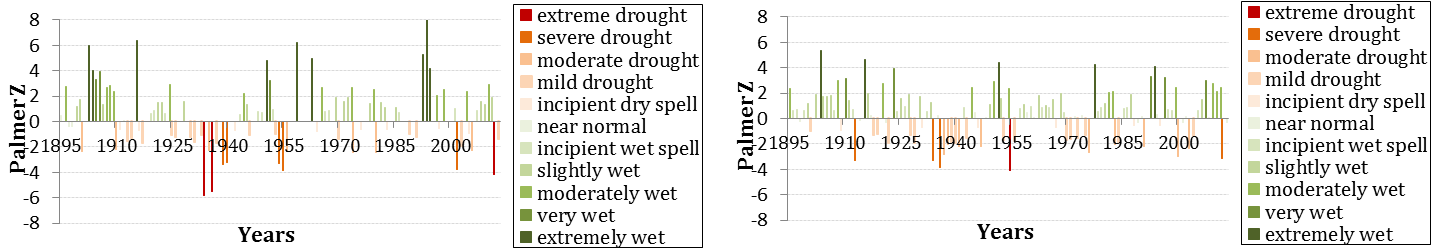 8
6
4
2
0
-2
-4
-6
-8
PalmerZ
1895
1910
1925
1940
1955
1970
1985
2000
Years
extreme drought
severe drought
moderate drought
mild drought
incipient dry spell
near normal
incipient wet spell
slightly wet
moderately wet
very wet
extremely wet
8
6
4
2
0
-2
-4
-6
-8
PalmerZ
1895
1910
1925
1940
1955
1970
1985
2000
Years
extreme drought
severe drought
moderate drought
mild drought
incipient dry spell
near normal
incipient wet spell
slightly wet
moderately wet
very wet
extremely wet